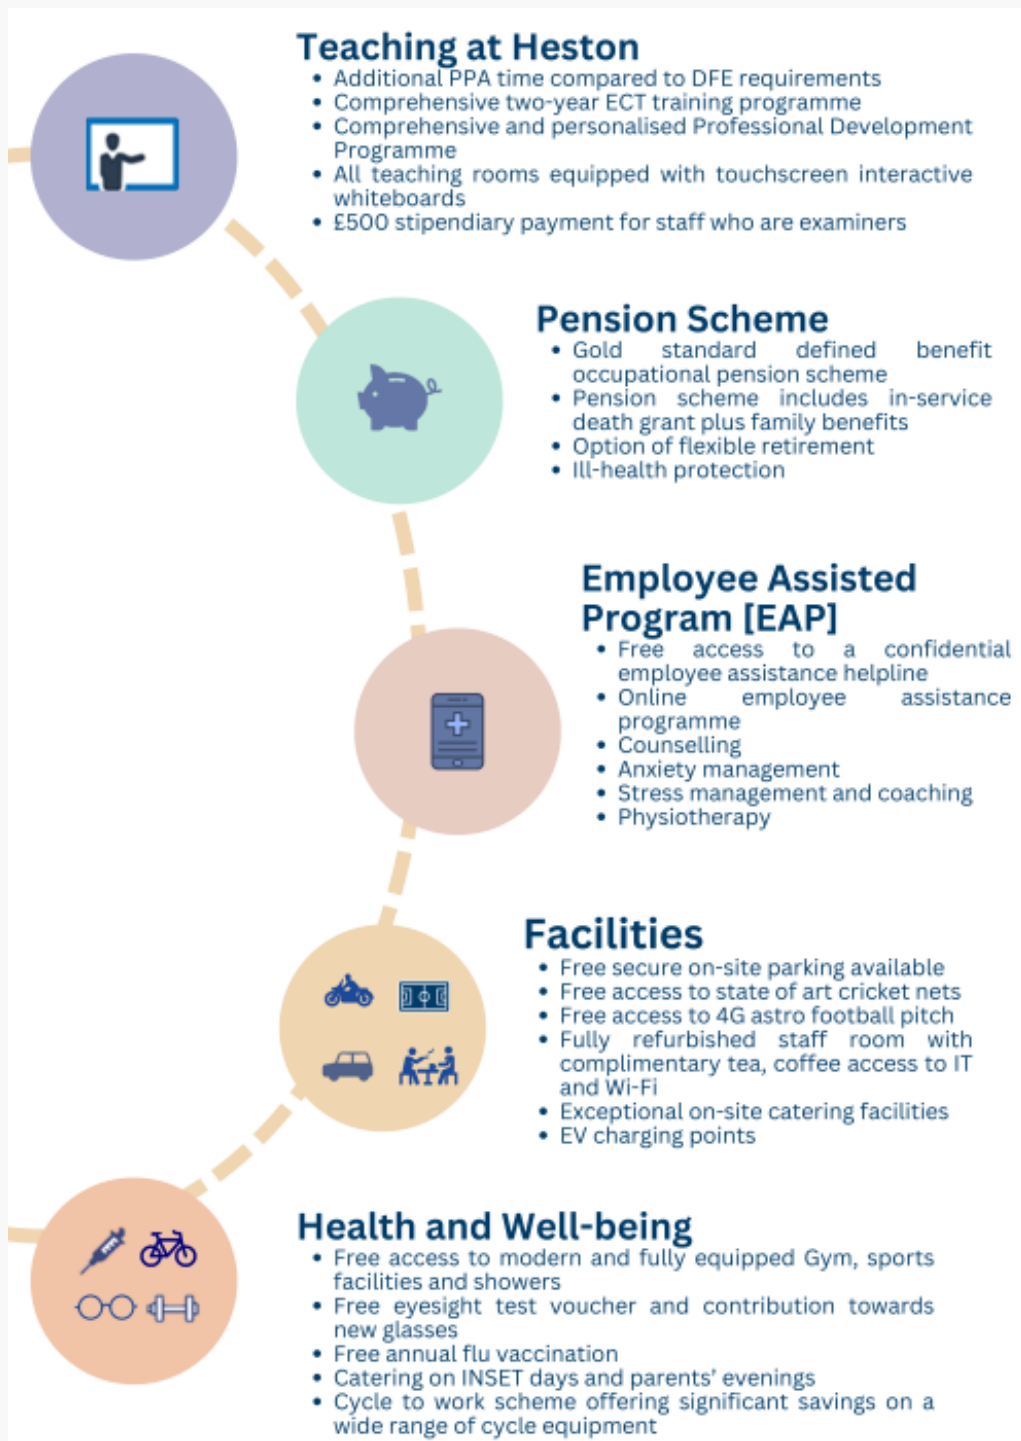 Teaching at Heston
• Additional PPA time compared to DFE requirements
• Comprehensive two-year ECT training programme
• Comprehensive and personalised Professional Development
Programme
• All teaching rooms equipped with touchscreen interactive
whiteboards
• £500 stipendiary payment for staff who are examiners
Pension Scheme
• Gold standard defined benefit
occupational pension scheme
• Pension scheme includes in-service
death grant plus family benefits
• Option of flexible retirement
• Ill-health protection
Employee Assisted
Program [EAP]
• Free access to a confidential
employee assistance helpline
• Online employee assistance
programme
• Counselling
• Anxiety management
• Stress management and coaching
• Physiotherapy
Facilities
• Free secure on-site parking available
• Free access to state of art cricket nets
• Free access to 4G astro football pitch
• Fully refurbished staff room with
complimentary tea, coffee access to IT
and Wi-Fi
• Exceptional on-site catering facilities
• EV charging points
Health and Well-being
• Free access to modern and fully equipped Gym, sports
facilities and showers
• Free eyesight test voucher and contribution towards
new glasses
• Free annual flu vaccination
• Catering on INSET days and parents’ evenings
• Cycle to work scheme offering significant savings on a
wide range of cycle equipment